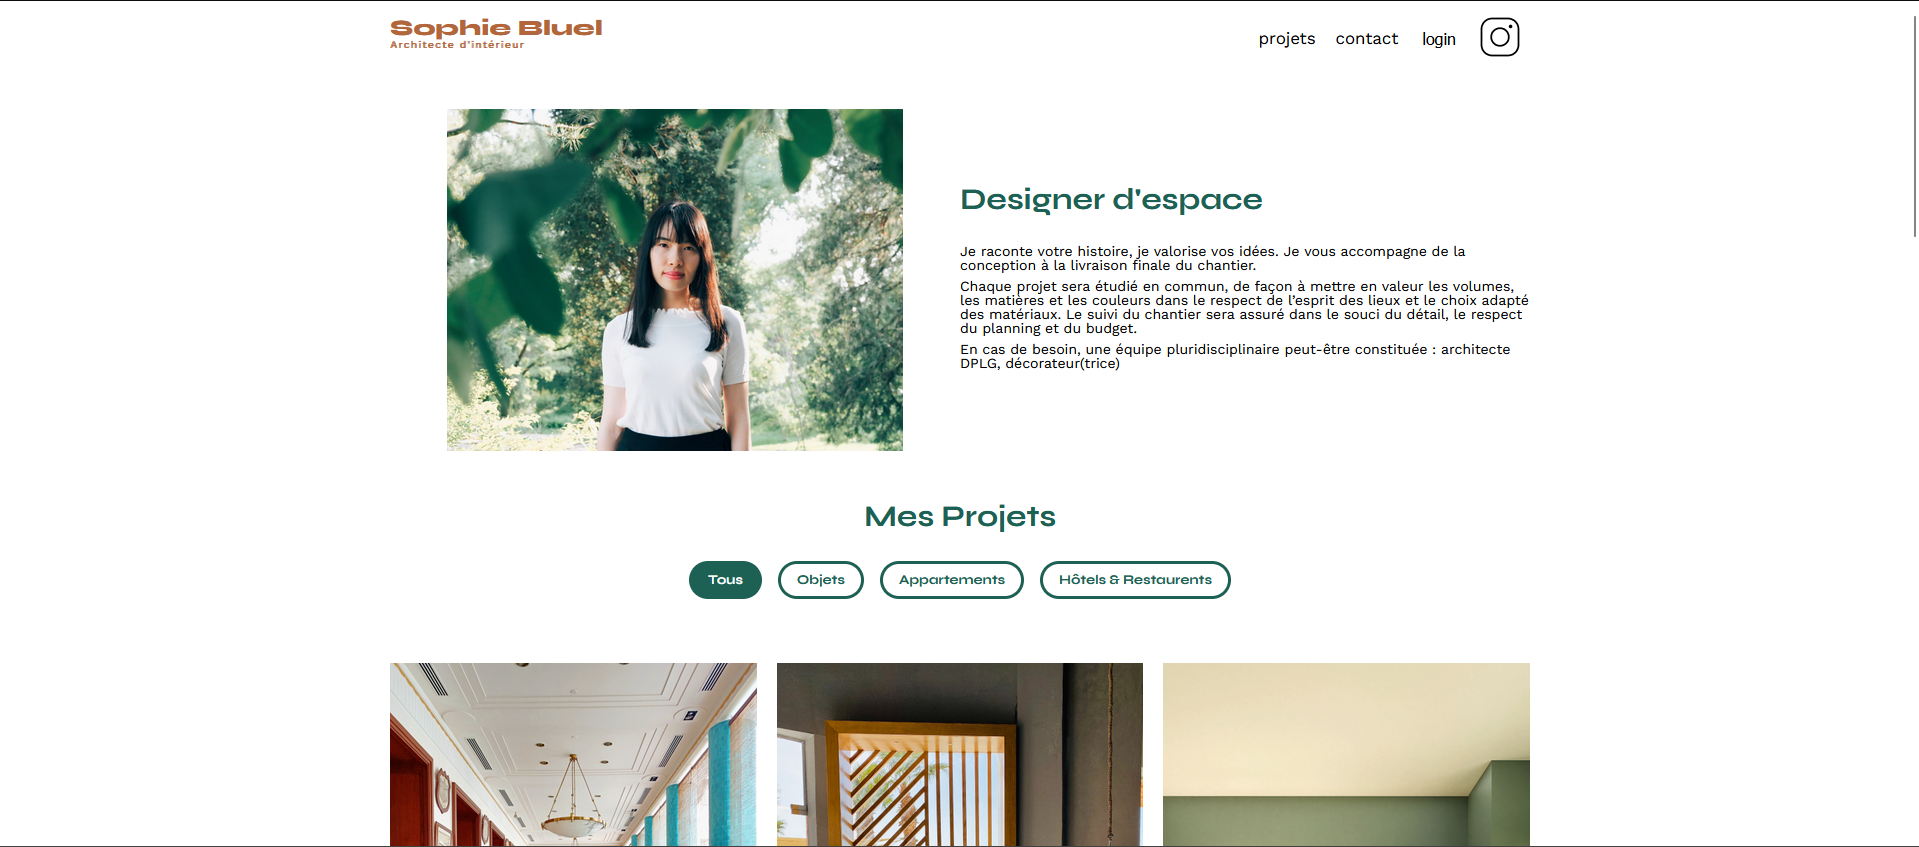 Sophie Bluel
Architecte d'intérieur
projets contact login
Designer d'espace
Je raconte votre histoire, je valorise vos idées. Je vous accompagne de la
conception à la livraison finale du chantier.
Chaque projet sera étudié en commun, de façon à mettre en valeur les volumes,
les matières et les couleurs dans le respect de l’esprit des lieux et le choix adapté
des matériaux. Le suivi du chantier sera assuré dans le souci du détail, le respect
du planning et du budget.
En cas de besoin, une équipe pluridisciplinaire peut-être constituée : architecte
DPLG, décorateur(trice)
Mes Projets
Tous Objets Appartements Hôtels & Restaurents